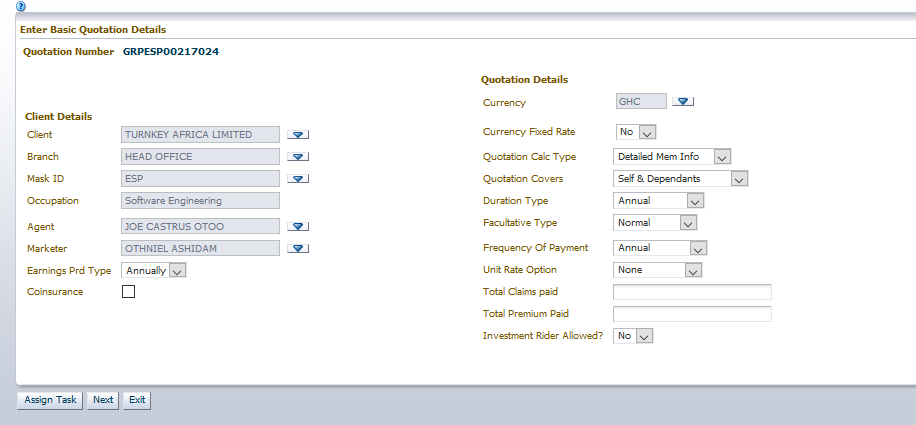 ?
Enter Basic Quotation Details
Quotation Number GRPESP00217024
Client Details
Client TURNKEY AFRICA LIMITED
Branch HEAD OFFICE
Mask ID ESP
Occupation Software Engineering
Agent JOE CASTRUS OTOO
Marketer OTHNIEL ASHIDAM
Earnings Prd Type Annually
Coinsurance
Quotation Details
Currency GHC
Currency Fixed Rate No
Quotation Calc Type Detailed Mem Info
Quotation Covers Self & Dependants
Duration Type Annual
Facultative Type Normal
Frequency Of Payment Annual
Unit Rate Option None
Total Claims paid
Total Premium Paid
Investment Rider Allowed? No
Assign Task Next Exit